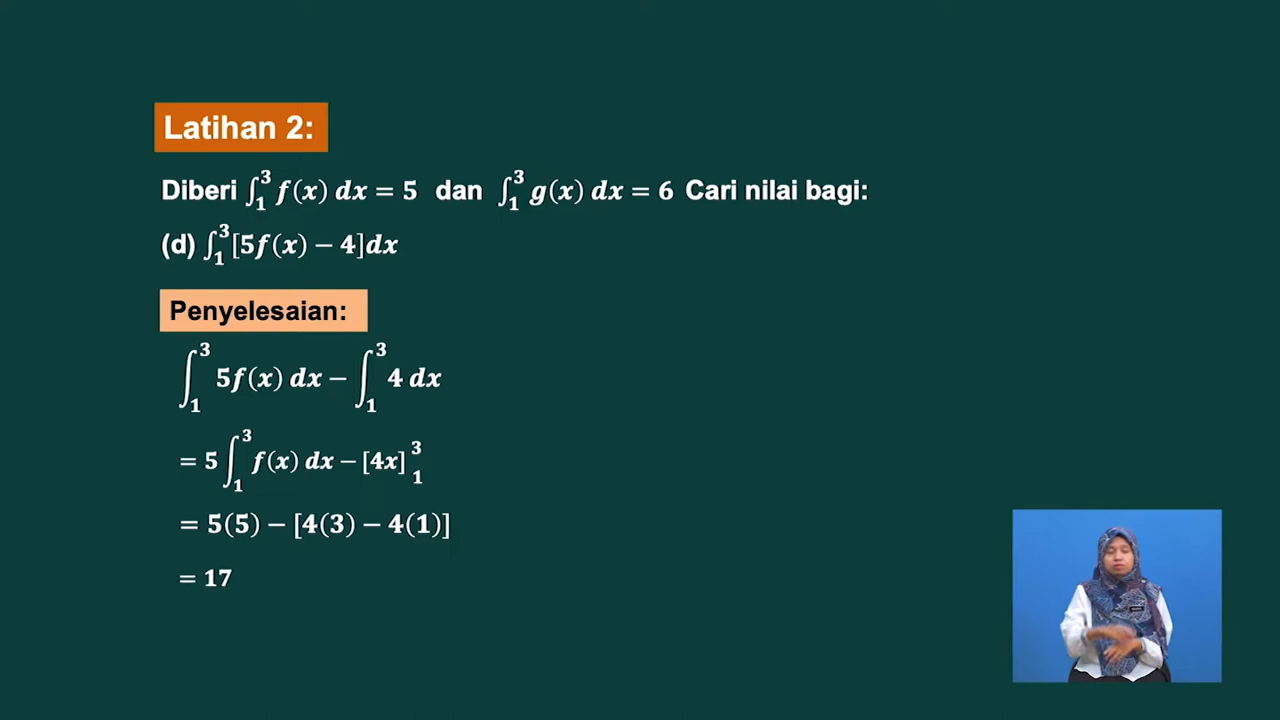 Latihan 2:
Diberi ∫₁³ f(x) dx = 5 dan ∫₁³ g(x) dx = 6 Cari nilai bagi:
(d) ∫₁³ [5f(x) − 4]dx
Penyelesaian:
∫₁³ 5f(x) dx − ∫₁³ 4 dx
= 5 ∫₁³ f(x) dx − [4x]₁³
= 5(5) − [4(3) − 4(1)]
= 17